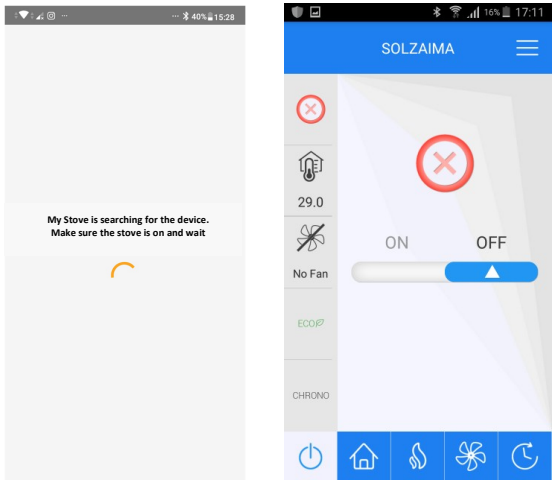 40% 15:28
My Stove is searching for the device.
Make sure the stove is on and wait
16% 17:11
SOLZAIMA
29.0
ON OFF
No Fan
ECO
CHRONO